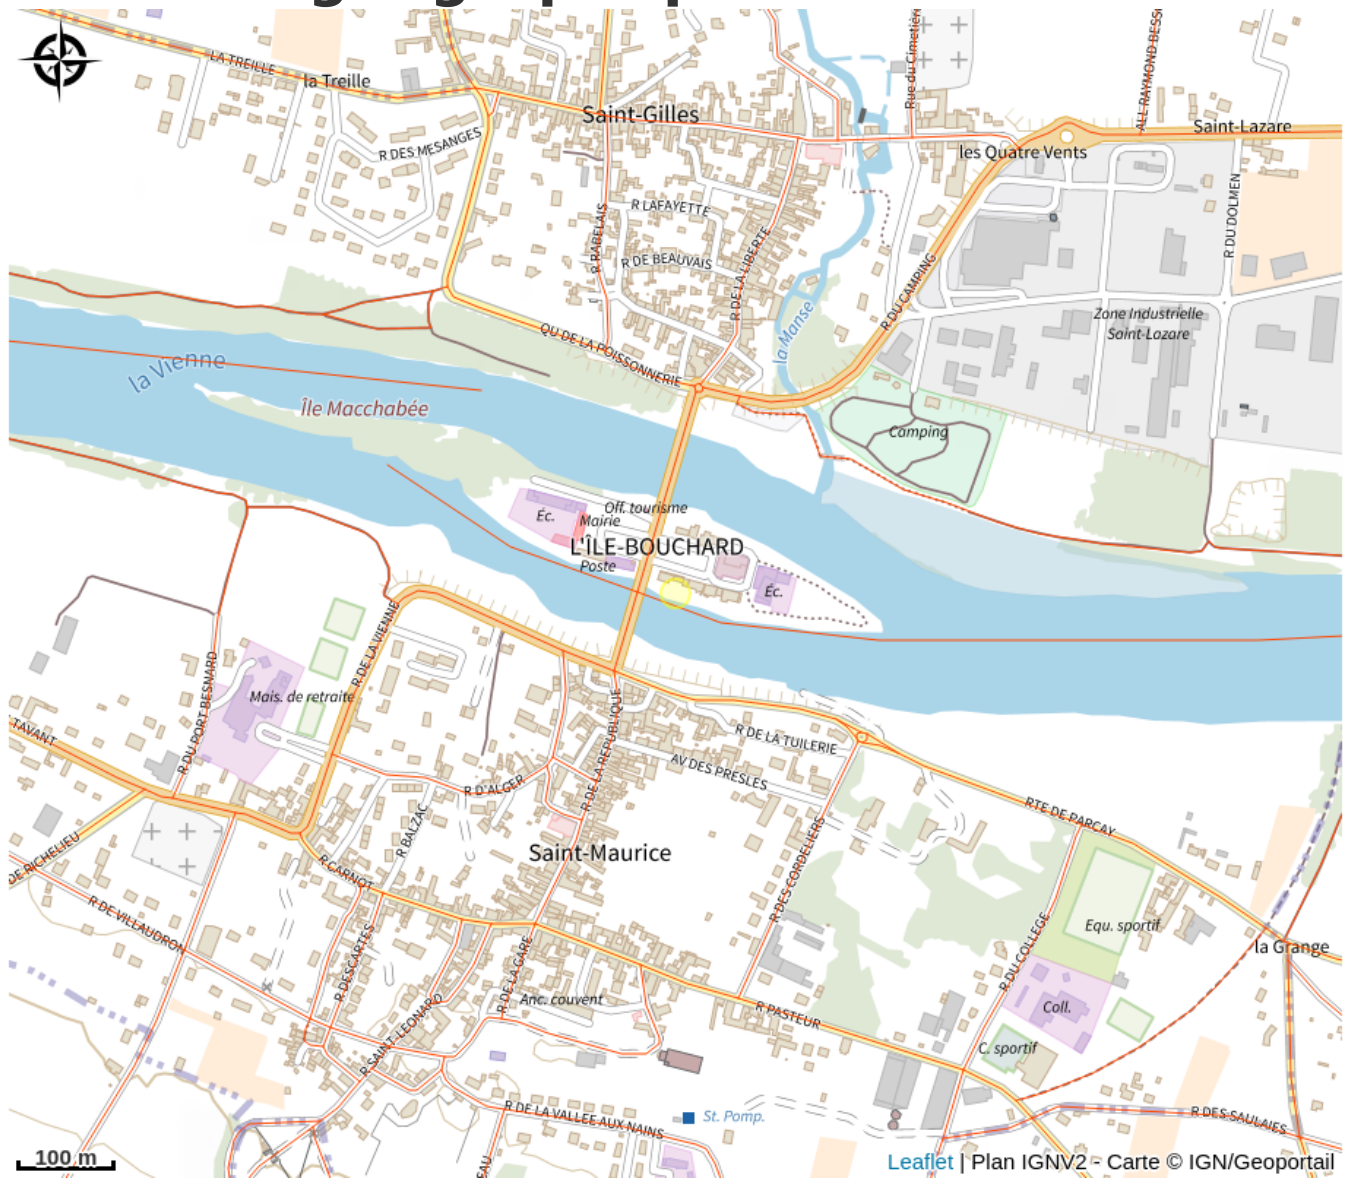 LA TREILLE
la Treille
Saint-Gilles
Rue du Cimetière
ALL RAYMOND BESS
Saint-Lazare
les Quatre Vents
R DES MESANGES
R LAFAYETTE
R RABELAIS
R DE BEAUVAIS
R DE LA LIBERTE
R DU DOLMEN
R DU CAMPING
la Manse
Zone Industrielle
Saint-Lazare
QU DE LA POISSONNERIE
la Vienne
Île Macchabée
Camping
Éc.
Off. tourisme
Mairie
L'ÎLE-BOUCHARD
Poste
Éc.
R DE LA VIENNE
Mais. de retraite
R DU PORT BESNARD
TAVANT
R DE LA REPUBLIQUE
R DE LA TUILERIE
AV DES PRESLES
R D'ALGER
R BALZAC
RTE DE PARCAY
DE RICHELIEU
Saint-Maurice
R CARNOT
R DES CORDELIERS
R DE VILLAUDRON
R DESCARTES
R DE LA GARE
R DU COLLEGE
Equ. sportif
la Grange
Anc. couvent
R SAINT-LEONARD
R PASTEUR
Coll.
C. sportif
R DE LA VALLEE AUX NAINS
St. Pomp.
R DES SAULAIES
EAU
100 m
Leaflet | Plan IGNV2 - Carte © IGN/Geoportail